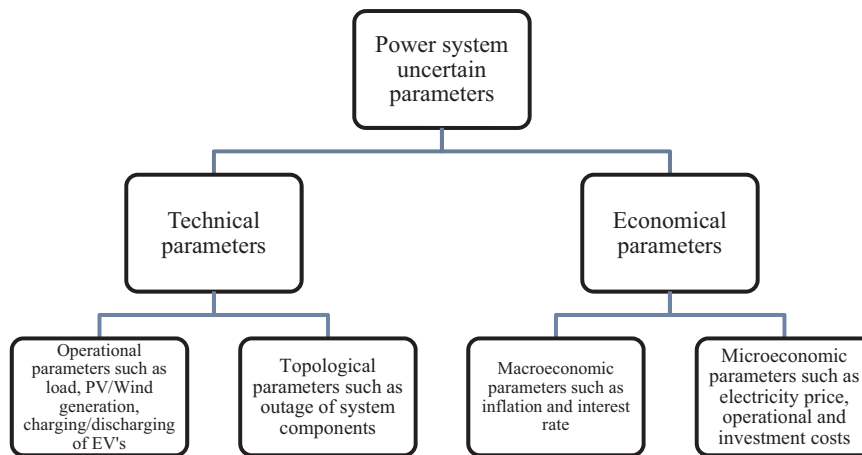 Power system
uncertain
parameters
Technical
parameters
Economical
parameters
Operational
parameters such as
load, PV/Wind
generation,
charging/discharging
of EV's
Topological
parameters such as
outage of system
components
Macroeconomic
parameters such as
inflation and interest
rate
Microeconomic
parameters such as
electricity price,
operational and
investment costs